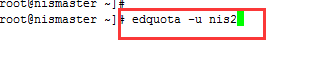 root@nismaster ~]#
root@nismaster ~]# edquota -u nis2